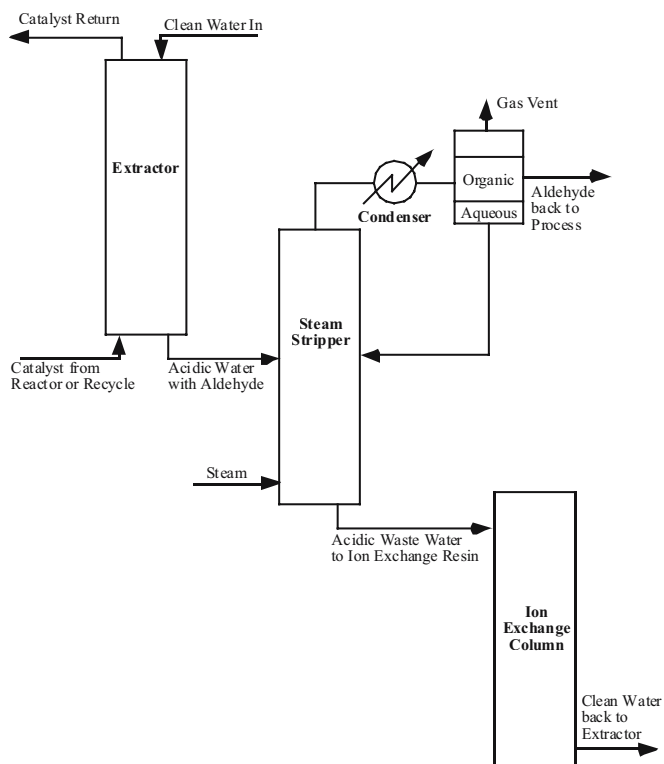 Catalyst Return
Clean Water In
Extractor
Gas Vent
Organic
Aqueous
Aldehyde
back to
Process
Condenser
Steam
Stripper
Catalyst from
Reactor or Recycle
Acidic Water
with Aldehyde
Steam
Acidic Waste Water
to Ion Exchange Resin
Ion
Exchange
Column
Clean Water
back to
Extractor